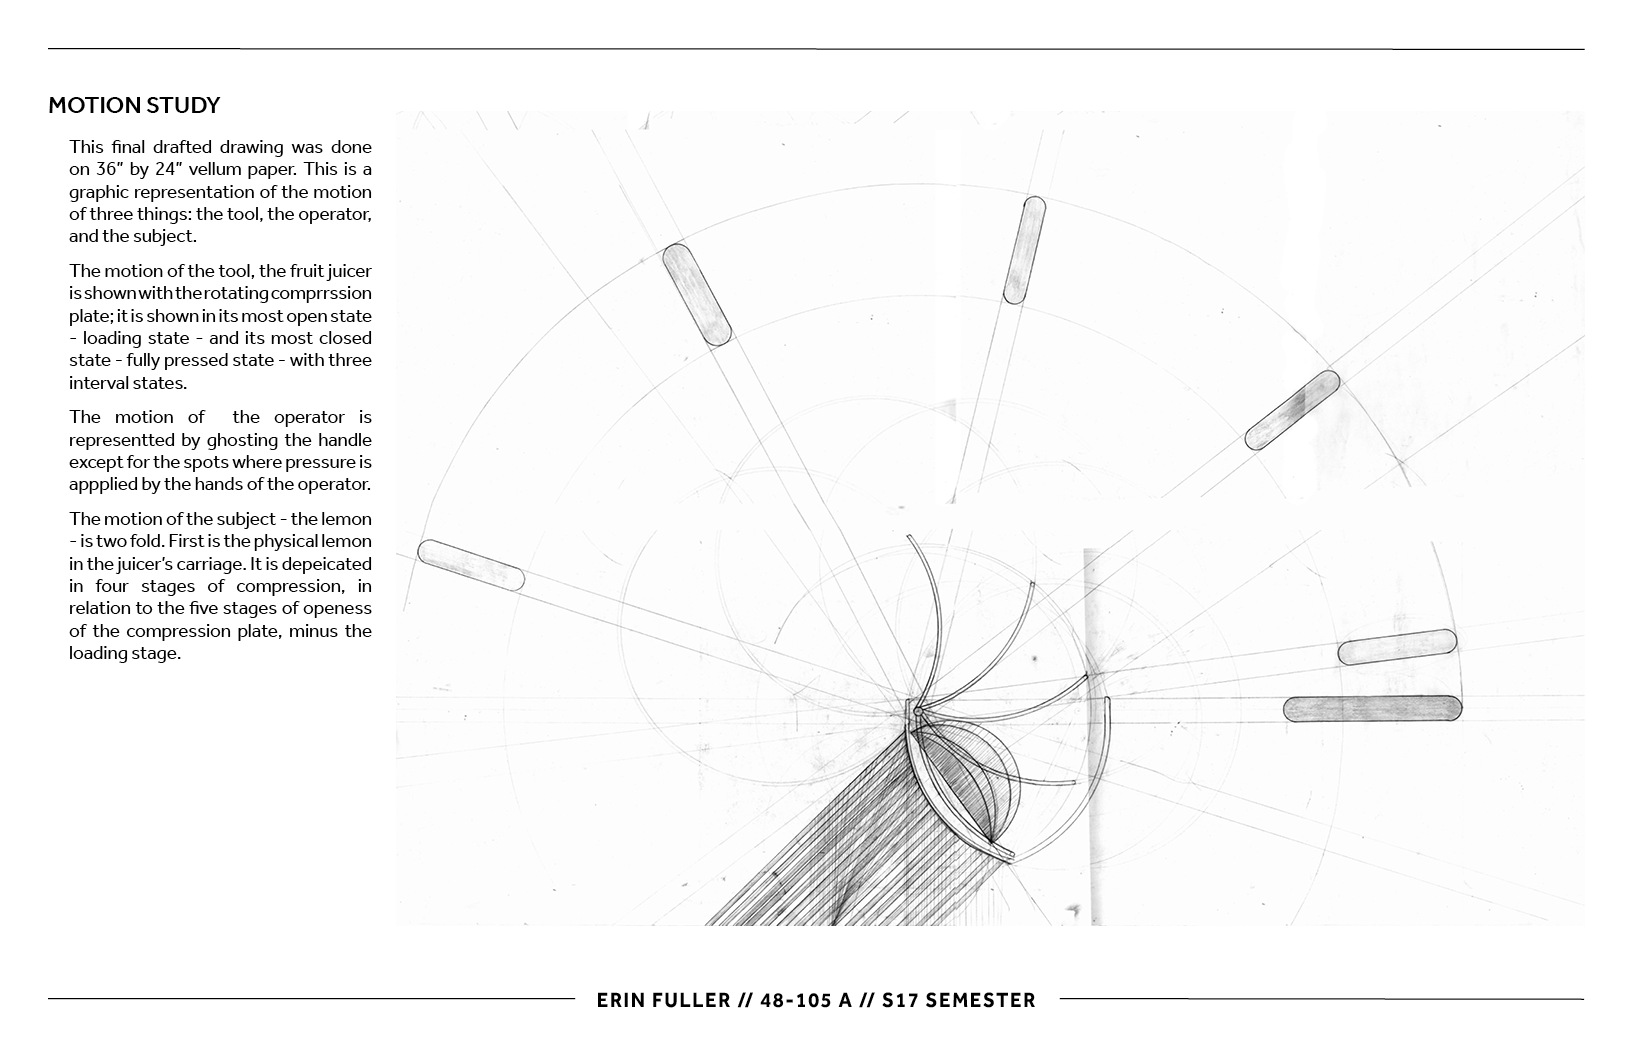 MOTION STUDY
This final drafted drawing was done
on 36" by 24" vellum paper. This is a
graphic representation of the motion
of three things: the tool, the operator,
and the subject.
The motion of the tool, the fruit juicer
is shown with the rotating comprrssion
plate; it is shown in its most open state
- loading state - and its most closed
state - fully pressed state - with three
interval states.
The motion of the operator is
representted by ghosting the handle
except for the spots where pressure is
appplied by the hands of the operator.
The motion of the subject - the lemon
- is two fold. First is the physical lemon
in the juicer's carriage. It is depeicated
in four stages of compression, in
relation to the five stages of openess
of the compression plate, minus the
loading stage.
ERIN FULLER // 48-105 A // S17 SEMESTER